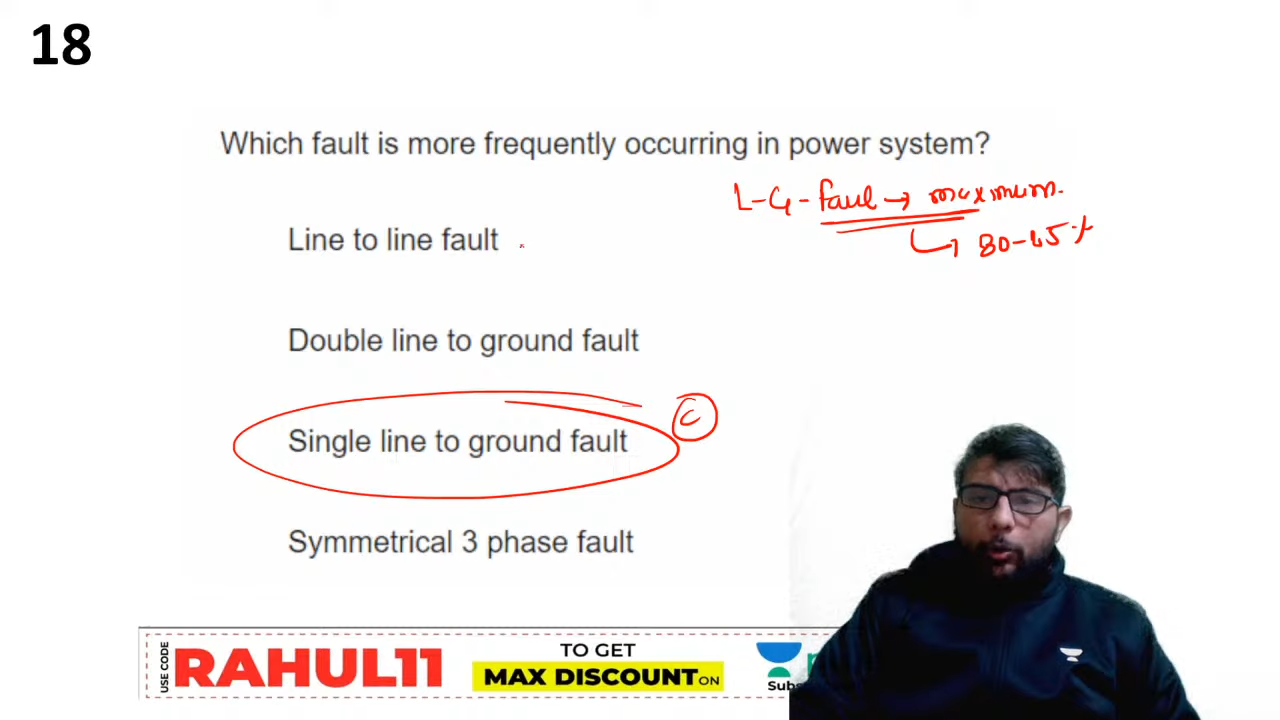 18
Which fault is more frequently occurring in power system?
L-G-faul → maximum.
Line to line fault
80-85 %
Double line to ground fault
C
Single line to ground fault
Symmetrical 3 phase fault
USE CODE
RAHUL11
TO GET
MAX DISCOUNT ON
Subs